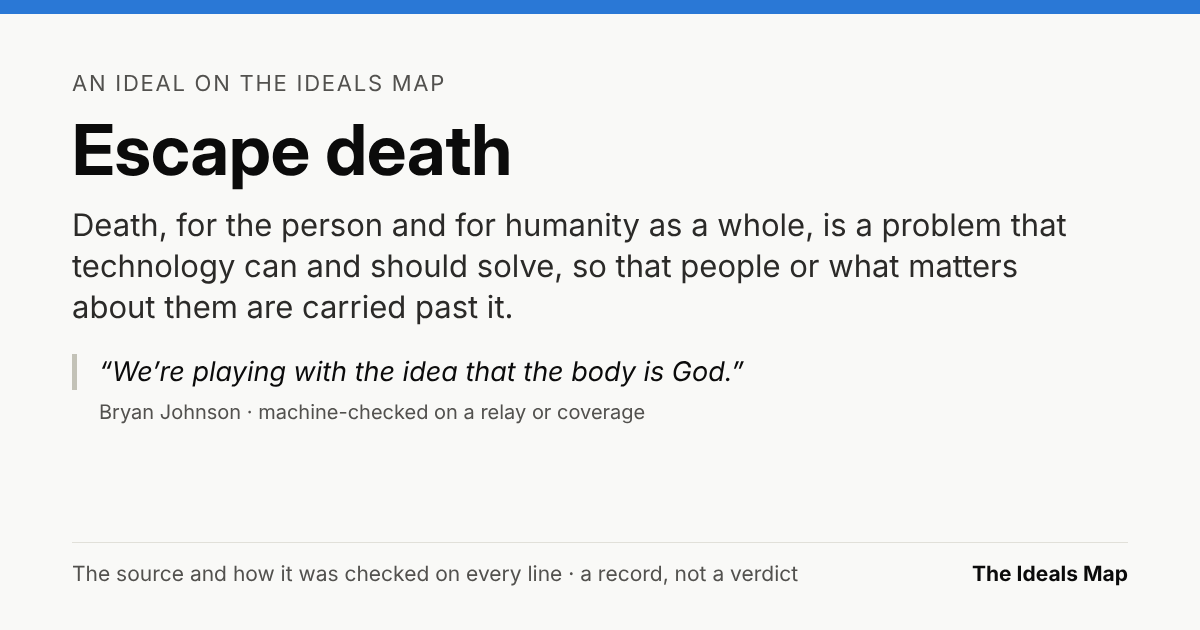 AN IDEAL ON THE IDEALS MAP
Escape death
Death, for the person and for humanity as a whole, is a problem that
technology can and should solve, so that people or what matters
about them are carried past it.
“We’re playing with the idea that the body is God.”
Bryan Johnson · machine-checked on a relay or coverage
The source and how it was checked on every line · a record, not a verdict
The Ideals Map